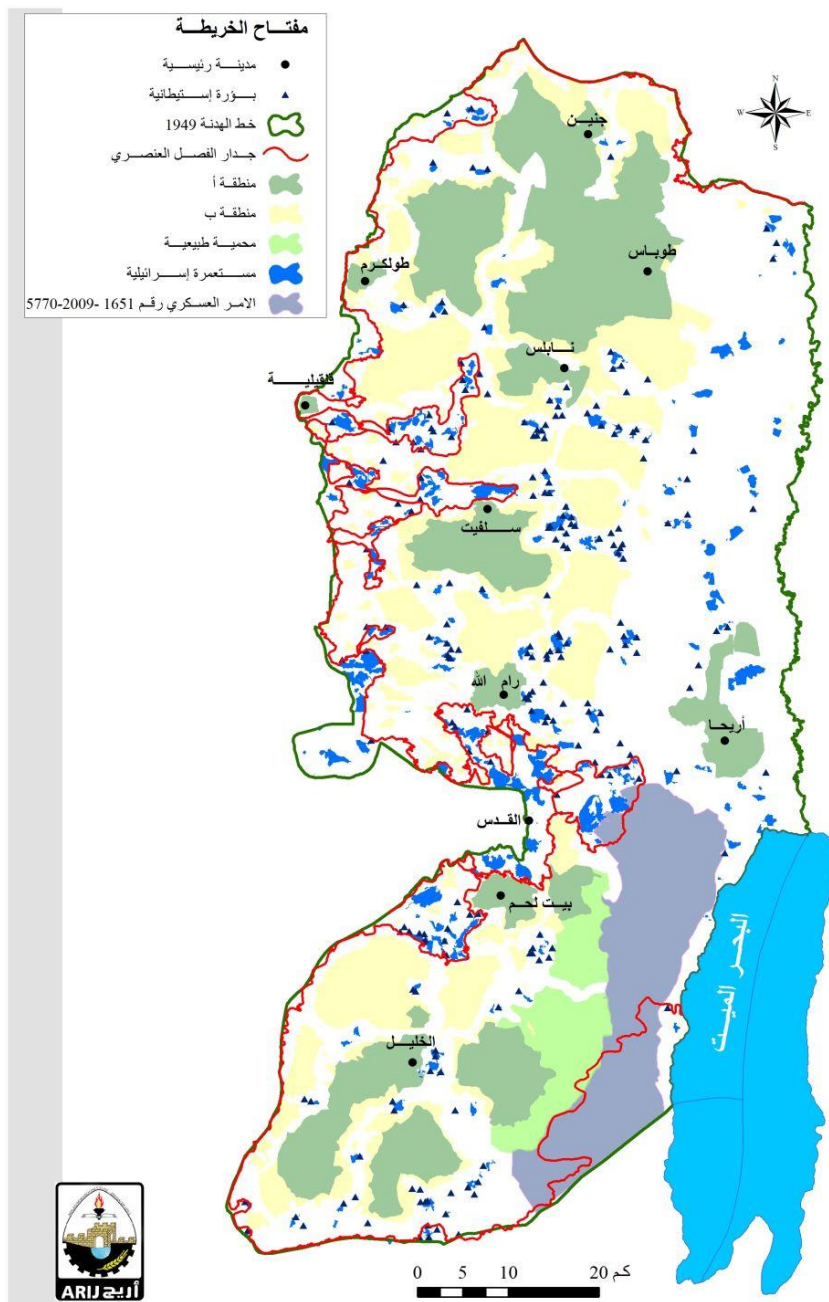 مفتاح الخريطة
مدينة رئيسية
بؤرة إستيطانية
خط الهدنة 1949
جدار الفصل العنصري
منطقة أ
منطقة ب
محمية طبيعية
مستعمرة إسرائيلية
الامر العسكري رقم 1651 -2009-5770
N
W E
S
جنين
طوباس
طولكرم
نابلس
قلقيلية
سلفيت
رام الله
أريحا
القدس
بيت لحم
البحر الميت
الخليل
0 5 10 20 كم
أريج ARIJ